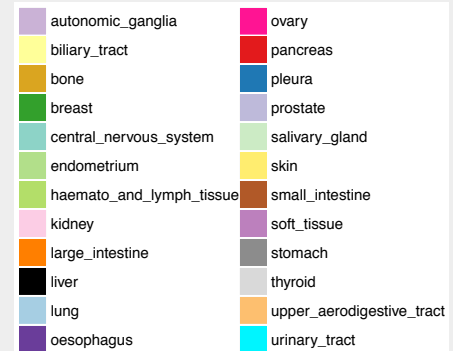 autonomic_ganglia
biliary_tract
bone
breast
central_nervous_system
endometrium
haemato_and_lymph_tissue
kidney
large_intestine
liver
lung
oesophagus
ovary
pancreas
pleura
prostate
salivary_gland
skin
small_intestine
soft_tissue
stomach
thyroid
upper_aerodigestive_tract
urinary_tract